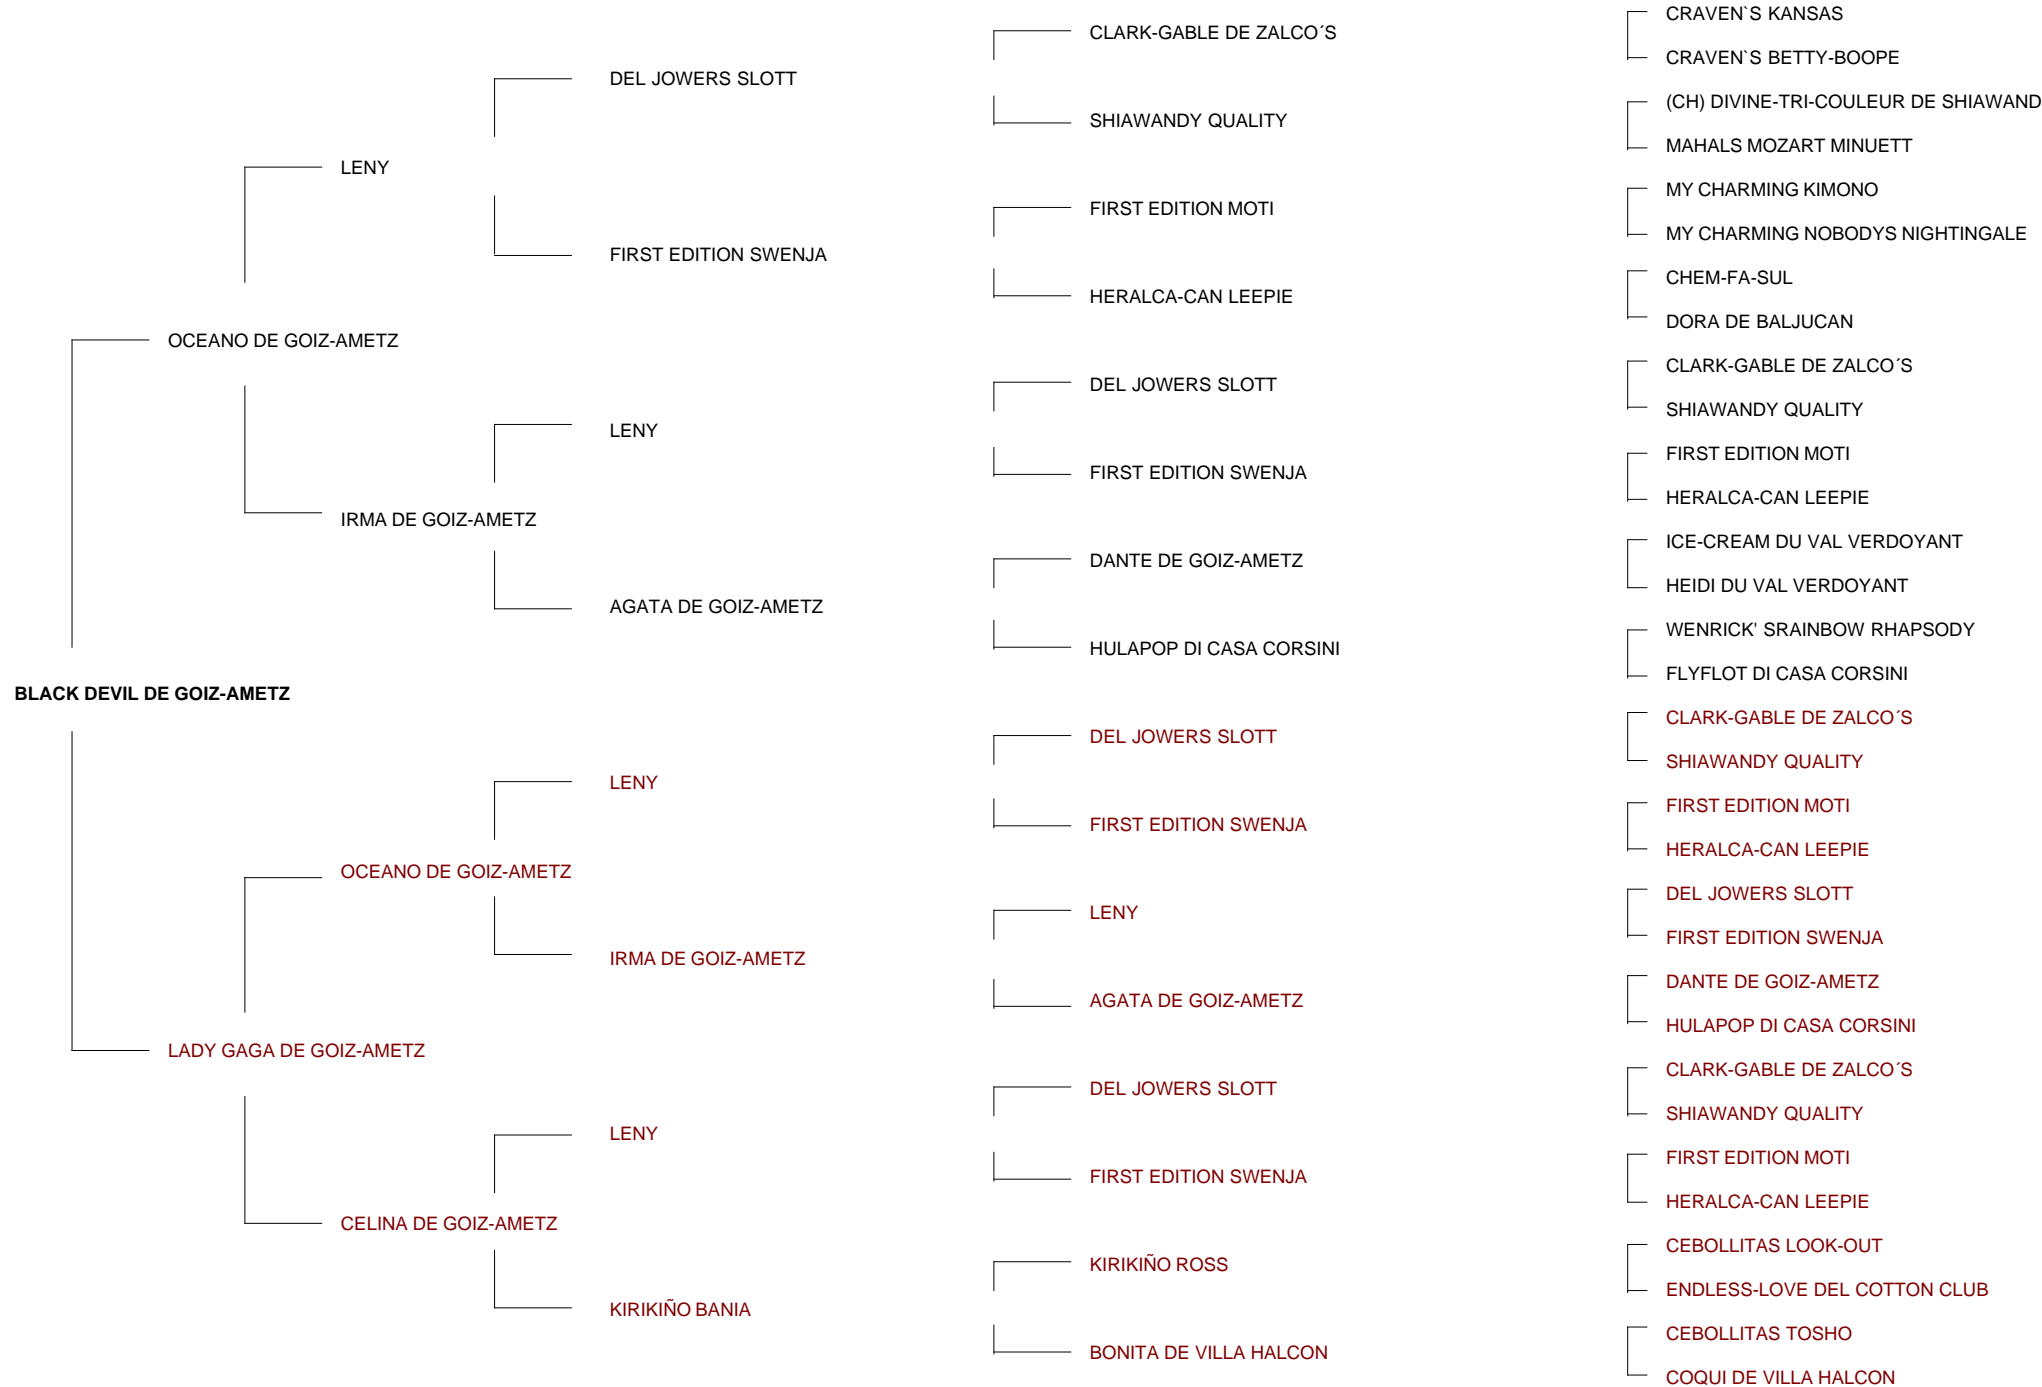 CRAVEN`S KANSAS
CLARK-GABLE DE ZALCO´S
CRAVEN`S BETTY-BOOPE
DEL JOWERS SLOTT
(CH) DIVINE-TRI-COULEUR DE SHIAWAND
SHIAWANDY QUALITY
MAHALS MOZART MINUETT
LENY
MY CHARMING KIMONO
FIRST EDITION MOTI
MY CHARMING NOBODYS NIGHTINGALE
FIRST EDITION SWENJA
CHEM-FA-SUL
HERALCA-CAN LEEPIE
DORA DE BALJUCAN
OCEANO DE GOIZ-AMETZ
CLARK-GABLE DE ZALCO´S
DEL JOWERS SLOTT
SHIAWANDY QUALITY
LENY
FIRST EDITION MOTI
FIRST EDITION SWENJA
HERALCA-CAN LEEPIE
IRMA DE GOIZ-AMETZ
ICE-CREAM DU VAL VERDOYANT
DANTE DE GOIZ-AMETZ
HEIDI DU VAL VERDOYANT
AGATA DE GOIZ-AMETZ
WENRICK' SRAINBOW RHAPSODY
HULAPOP DI CASA CORSINI
FLYFLOT DI CASA CORSINI
BLACK DEVIL DE GOIZ-AMETZ
CLARK-GABLE DE ZALCO´S
DEL JOWERS SLOTT
SHIAWANDY QUALITY
LENY
FIRST EDITION MOTI
FIRST EDITION SWENJA
HERALCA-CAN LEEPIE
OCEANO DE GOIZ-AMETZ
DEL JOWERS SLOTT
LENY
FIRST EDITION SWENJA
IRMA DE GOIZ-AMETZ
DANTE DE GOIZ-AMETZ
AGATA DE GOIZ-AMETZ
HULAPOP DI CASA CORSINI
LADY GAGA DE GOIZ-AMETZ
CLARK-GABLE DE ZALCO´S
DEL JOWERS SLOTT
SHIAWANDY QUALITY
LENY
FIRST EDITION MOTI
FIRST EDITION SWENJA
HERALCA-CAN LEEPIE
CELINA DE GOIZ-AMETZ
CEBOLLITAS LOOK-OUT
KIRIKIÑO ROSS
ENDLESS-LOVE DEL COTTON CLUB
KIRIKIÑO BANIA
CEBOLLITAS TOSHO
BONITA DE VILLA HALCON
COQUI DE VILLA HALCON